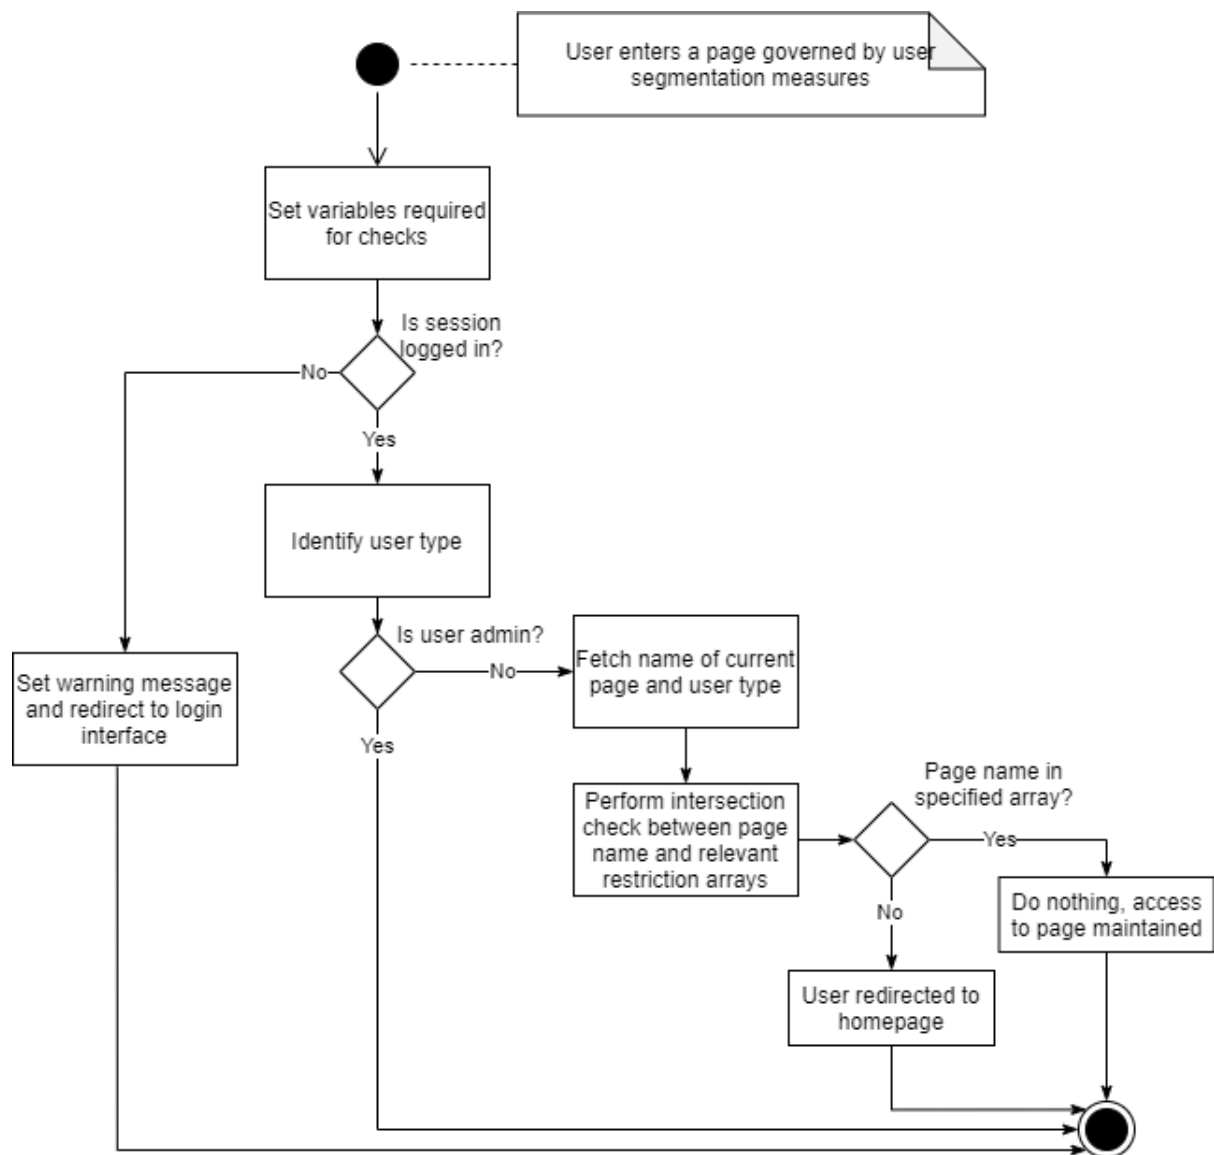 User enters a page governed by user
segmentation measures
Set variables required
for checks
Is session
logged in?
No
Yes
Identify user type
Is user admin?
No
Fetch name of current
page and user type
Set warning message
and redirect to login
interface
Yes
Perform intersection
check between page
name and relevant
restriction arrays
Page name in
specified array?
Yes
No
Do nothing, access
to page maintained
User redirected to
homepage